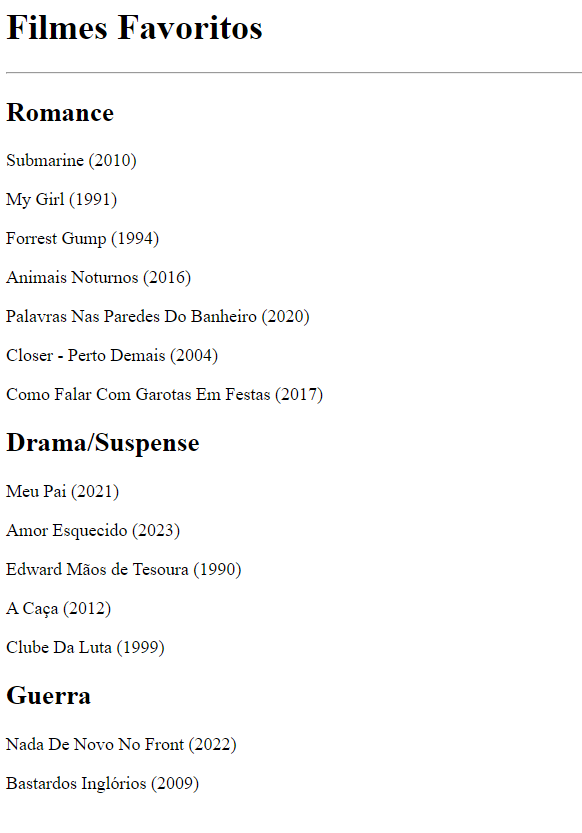 Filmes Favoritos
Romance
Submarine (2010)
My Girl (1991)
Forrest Gump (1994)
Animais Noturnos (2016)
Palavras Nas Paredes Do Banheiro (2020)
Closer - Perto Demais (2004)
Como Falar Com Garotas Em Festas (2017)
Drama/Suspense
Meu Pai (2021)
Amor Esquecido (2023)
Edward Mãos de Tesoura (1990)
A Caça (2012)
Clube Da Luta (1999)
Guerra
Nada De Novo No Front (2022)
Bastardos Inglórios (2009)